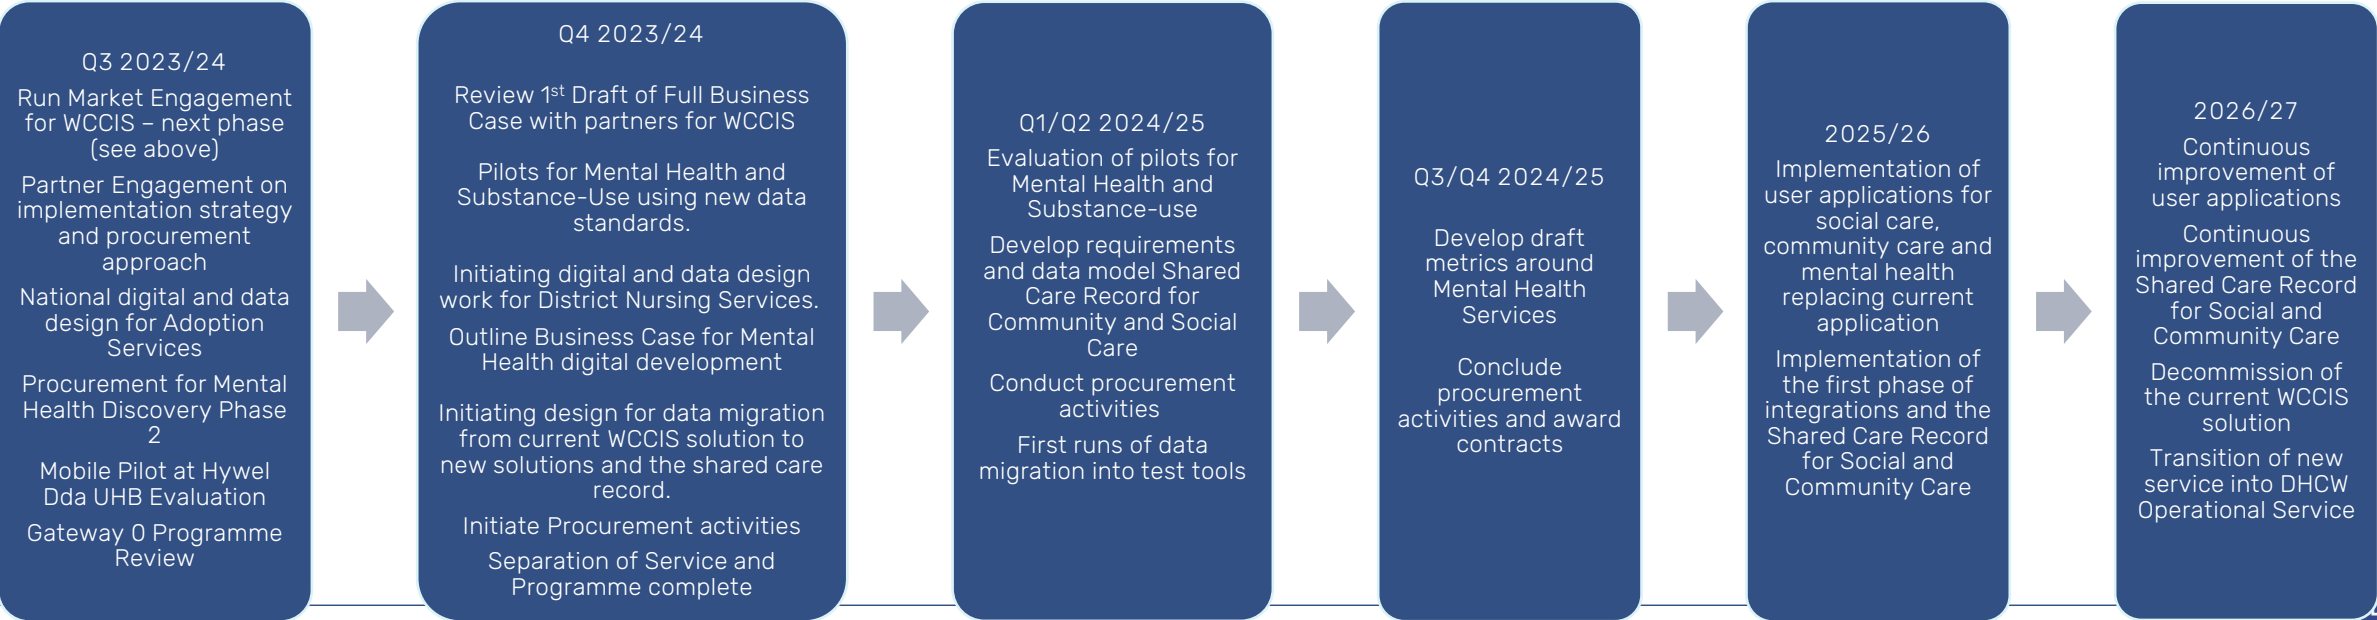 Q3 2023/24
Run Market Engagement
for WCCIS – next phase
(see above)
Partner Engagement on
implementation strategy
and procurement
approach
National digital and data
design for Adoption
Services
Procurement for Mental
Health Discovery Phase
2
Mobile Pilot at Hywel
Dda UHB Evaluation
Gateway 0 Programme
Review
Q4 2023/24
Review 1st Draft of Full Business
Case with partners for WCCIS
Pilots for Mental Health and
Substance-Use using new data
standards.
Initiating digital and data design
work for District Nursing Services.
Outline Business Case for Mental
Health digital development
Initiating design for data migration
from current WCCIS solution to
new solutions and the shared care
record.
Initiate Procurement activities
Separation of Service and
Programme complete
Q1/Q2 2024/25
Evaluation of pilots for
Mental Health and
Substance-use
Develop requirements
and data model Shared
Care Record for
Community and Social
Care
Conduct procurement
activities
First runs of data
migration into test tools
Q3/Q4 2024/25
Develop draft
metrics around
Mental Health
Services
Conclude
procurement
activities and award
contracts
2025/26
Implementation of
user applications for
social care,
community care and
mental health
replacing current
application
Implementation of
the first phase of
integrations and the
Shared Care Record
for Social and
Community Care
2026/27
Continuous
improvement of
user applications
Continuous
improvement of the
Shared Care Record
for Social and
Community Care
Decommission of
the current WCCIS
solution
Transition of new
service into DHCW
Operational Service